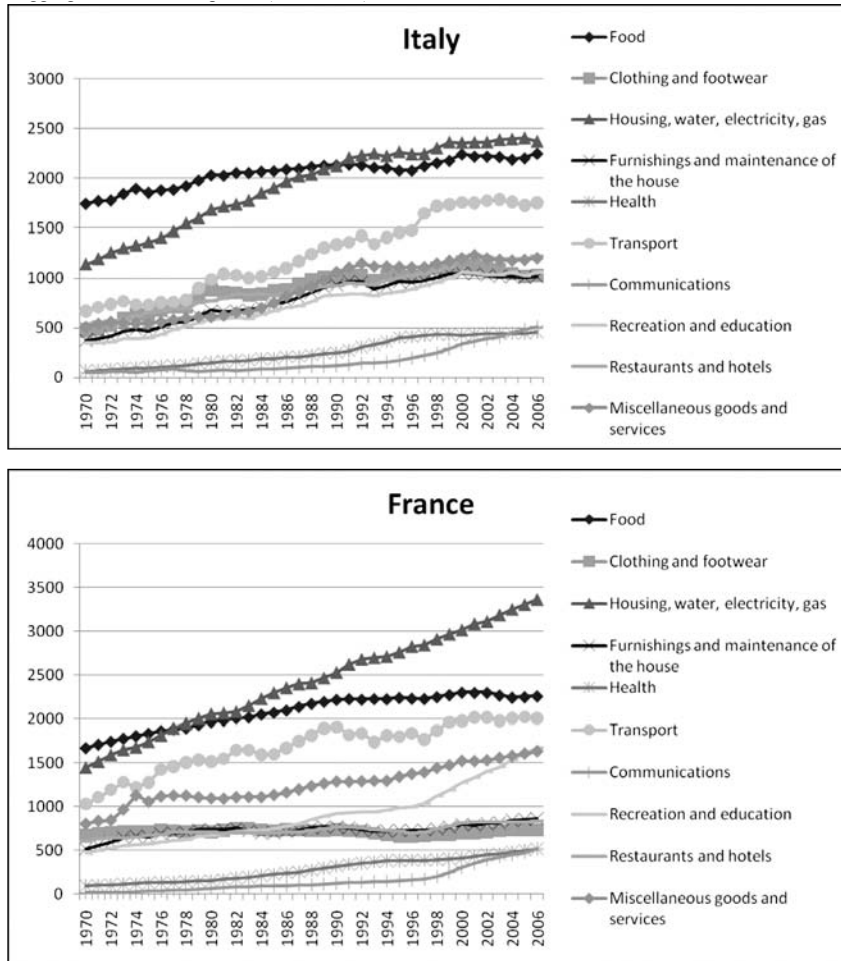 Italy
3000
2500
2000
1500
1000
500
0
1970
1972
1974
1976
1978
1980
1982
1984
1986
1988
1990
1992
1994
1996
1998
2000
2002
2004
2006
Food
Clothing and footwear
Housing, water, electricity, gas
Furnishings and maintenance of
the house
Health
Transport
Communications
Recreation and education
Restaurants and hotels
Miscellaneous goods and
services
France
4000
3500
3000
2500
2000
1500
1000
500
0
1970
1972
1974
1976
1978
1980
1982
1984
1986
1988
1990
1992
1994
1996
1998
2000
2002
2004
2006
Food
Clothing and footwear
Housing, water, electricity, gas
Furnishings and maintenance of
the house
Health
Transport
Communications
Recreation and education
Restaurants and hotels
Miscellaneous goods and
services